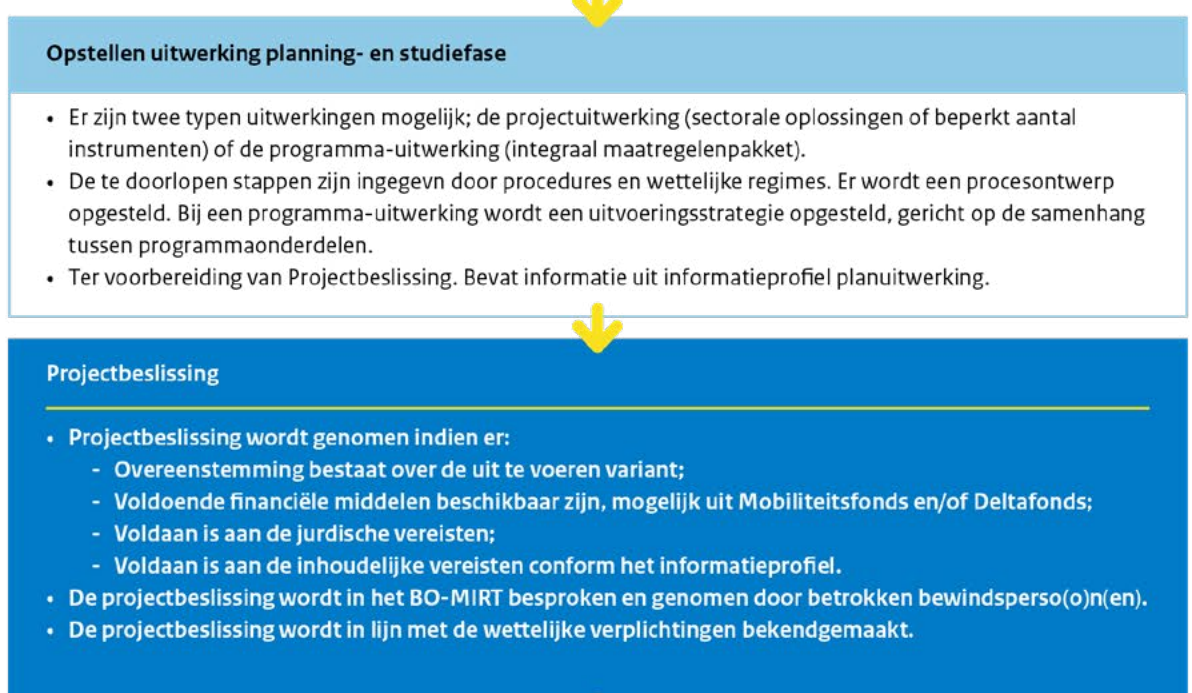 Opstellen uitwerking planning- en studiefase
• Er zijn twee typen uitwerkingen mogelijk; de projectuitwerking (sectorale oplossingen of beperkt aantal
instrumenten) of de programma-uitwerking (integraal maatregelenpakket).
• De te doorlopen stappen zijn ingegevn door procedures en wettelijke regimes. Er wordt een procesontwerp
opgesteld. Bij een programma-uitwerking wordt een uitvoeringsstrategie opgesteld, gericht op de samenhang
tussen programmaonderdelen.
• Ter voorbereiding van Projectbeslissing. Bevat informatie uit informatieprofiel planuitwerking.
Projectbeslissing
• Projectbeslissing wordt genomen indien er:
- Overeenstemming bestaat over de uit te voeren variant;
- Voldoende financiële middelen beschikbaar zijn, mogelijk uit Mobiliteitsfonds en/of Deltafonds;
- Voldaan is aan de jurdische vereisten;
- Voldaan is aan de inhoudelijke vereisten conform het informatieprofiel.
• De projectbeslissing wordt in het BO-MIRT besproken en genomen door betrokken bewindsperso(o)n(en).
• De projectbeslissing wordt in lijn met de wettelijke verplichtingen bekendgemaakt.